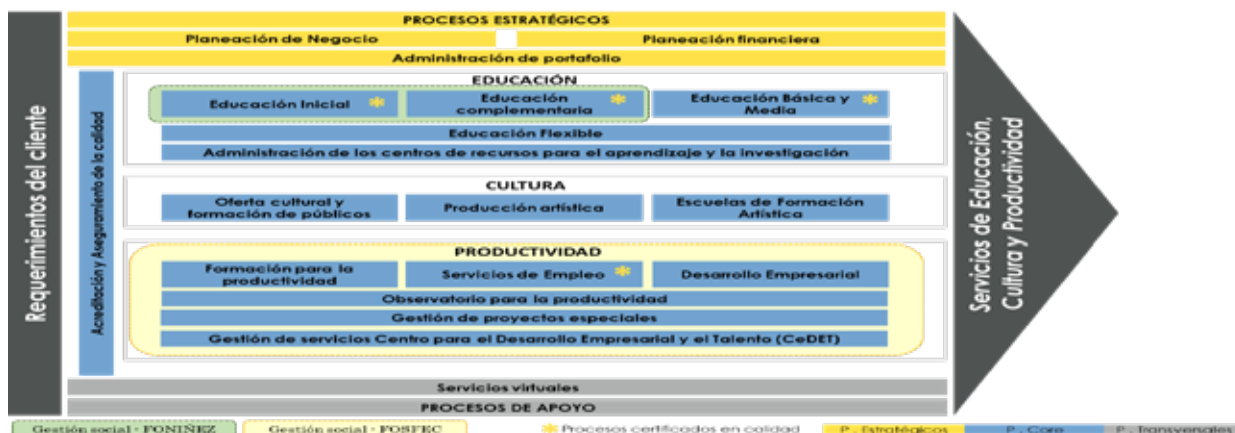 PROCESOS ESTRATÉGICOS
Planeación de Negocio
Planeación financiera
Administración de portafolio
Requerimientos del cliente
Acreditación y Aseguramiento de la calidad
EDUCACIÓN
Educación Inicial
Educación
complementaria
Educación Básica y
Media
Educación Flexible
Administración de los centros de recursos para el aprendizaje y la investigación
CULTURA
Oferta cultural y
formación de públicos
Producción artística
Escuelas de Formación
Artística
PRODUCTIVIDAD
Formación para la
productividad
Servicios de Empleo
Desarrollo Empresarial
Observatorio para la productividad
Gestión de proyectos especiales
Gestión de servicios Centro para el Desarrollo Empresarial y el Talento (CeDET)
Servicios de Educación,
Cultura y Productividad
Servicios virtuales
PROCESOS DE APOYO
Gestión social - FONIÑEZ
Gestión social - FOSFEC
Procesos certificados en calidad
P. Estratégicos
P. Core
P. Transversales